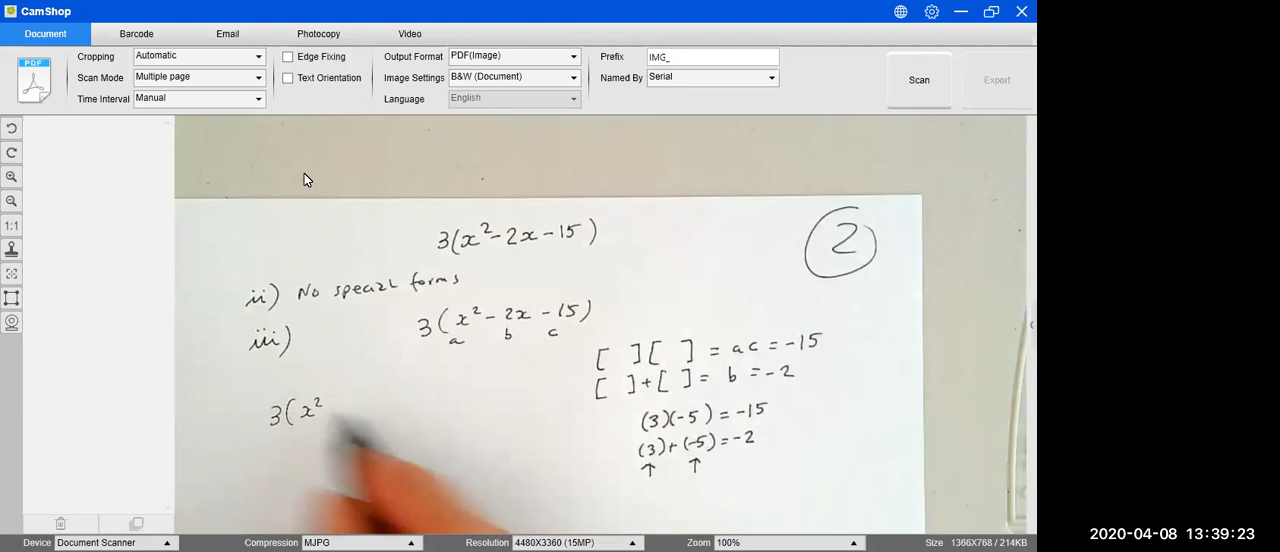 CamShop
Document Barcode Email Photocopy Video
Cropping Automatic Edge Fixing Output Format PDF(Image) Prefix IMG_
Scan Mode Multiple page Text Orientation Image Settings B&W (Document) Named By Serial
Time Interval Manual Language English
PDF
Scan Export
1:1
3(x²-2x-15)
2
ii) No special forms
iii) 3(x²-2x-15)
a b c
[ ][ ] = ac = -15
[ ]+[ ] = b = -2
3(x²
(3)(-5) = -15
(3)+(-5) = -2
↑ ↑
Device Document Scanner Compression MJPG Resolution 4480X3360 (15MP) Zoom 100% Size 1366X768 / 214KB
2020-04-08 13:39:23